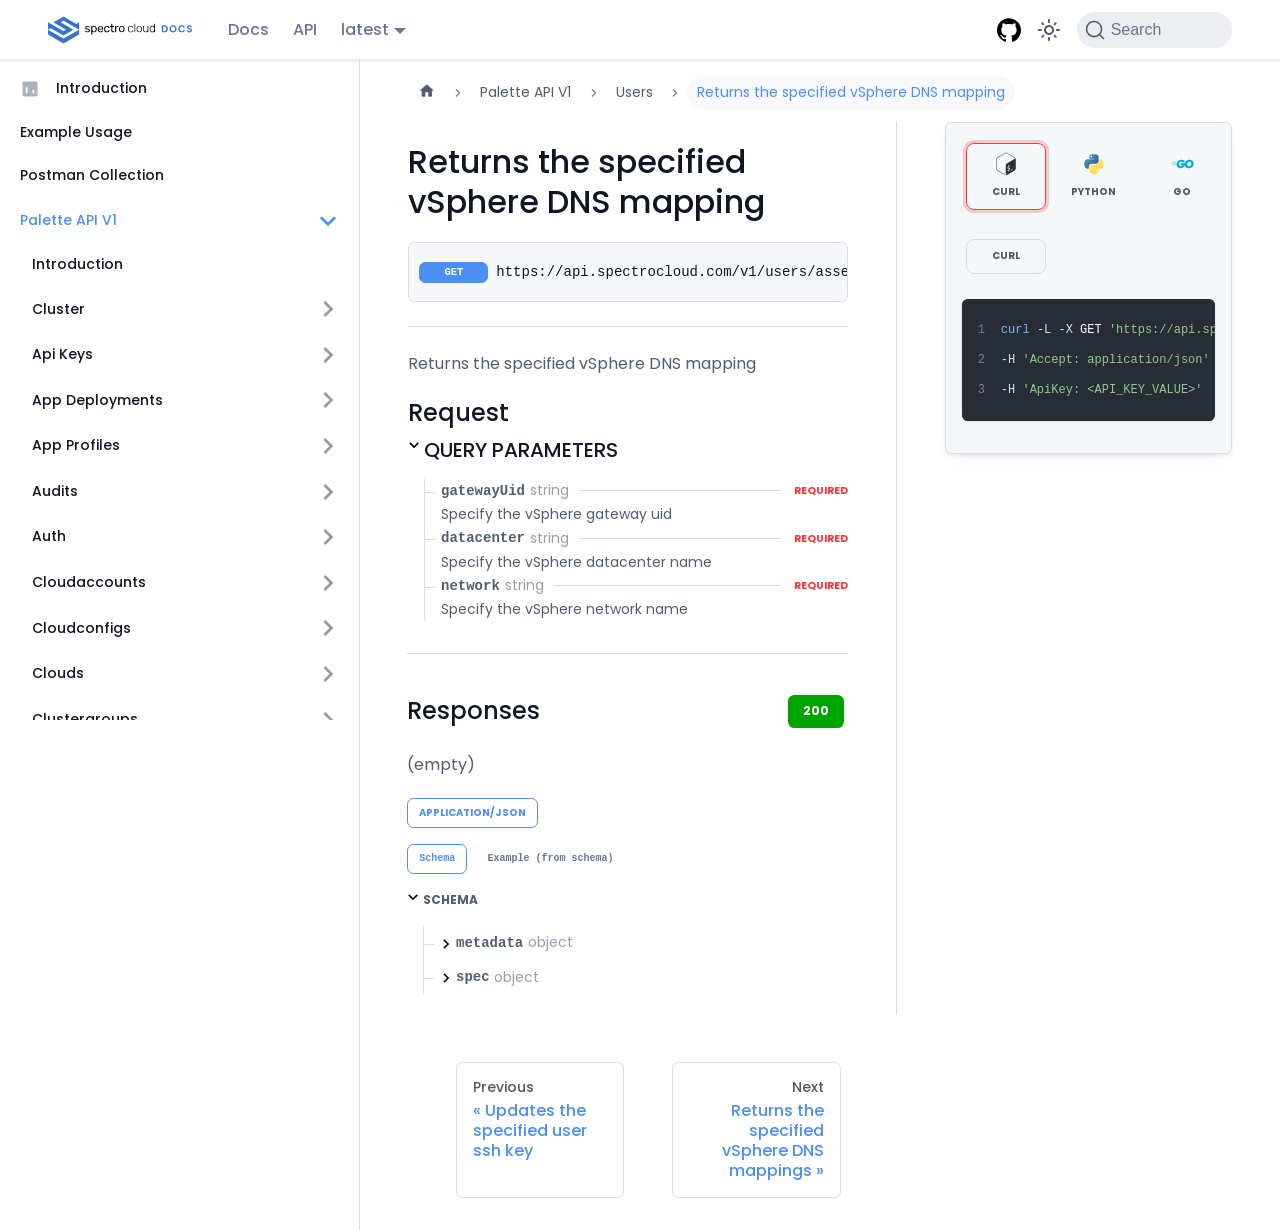 spectro cloud DOCS
Docs
API
latest
Search
Introduction
Example Usage
Postman Collection
Palette API V1
Introduction
Cluster
Api Keys
App Deployments
App Profiles
Audits
Auth
Cloudaccounts
Cloudconfigs
Clouds
Clustergroups
Palette API V1
Users
Returns the specified vSphere DNS mapping
Returns the specified
vSphere DNS mapping
GET https://api.spectrocloud.com/v1/users/asse
Returns the specified vSphere DNS mapping
Request
QUERY PARAMETERS
gatewayUid string REQUIRED
Specify the vSphere gateway uid
datacenter string REQUIRED
Specify the vSphere datacenter name
network string REQUIRED
Specify the vSphere network name
Responses
200
(empty)
APPLICATION/JSON
Schema
Example (from schema)
SCHEMA
metadata object
spec object
CURL
PYTHON
GO
CURL
1 curl -L -X GET 'https://api.sp
2 -H 'Accept: application/json'
3 -H 'ApiKey: <API_KEY_VALUE>'
Previous
« Updates the
specified user
ssh key
Next
Returns the
specified
vSphere DNS
mappings »